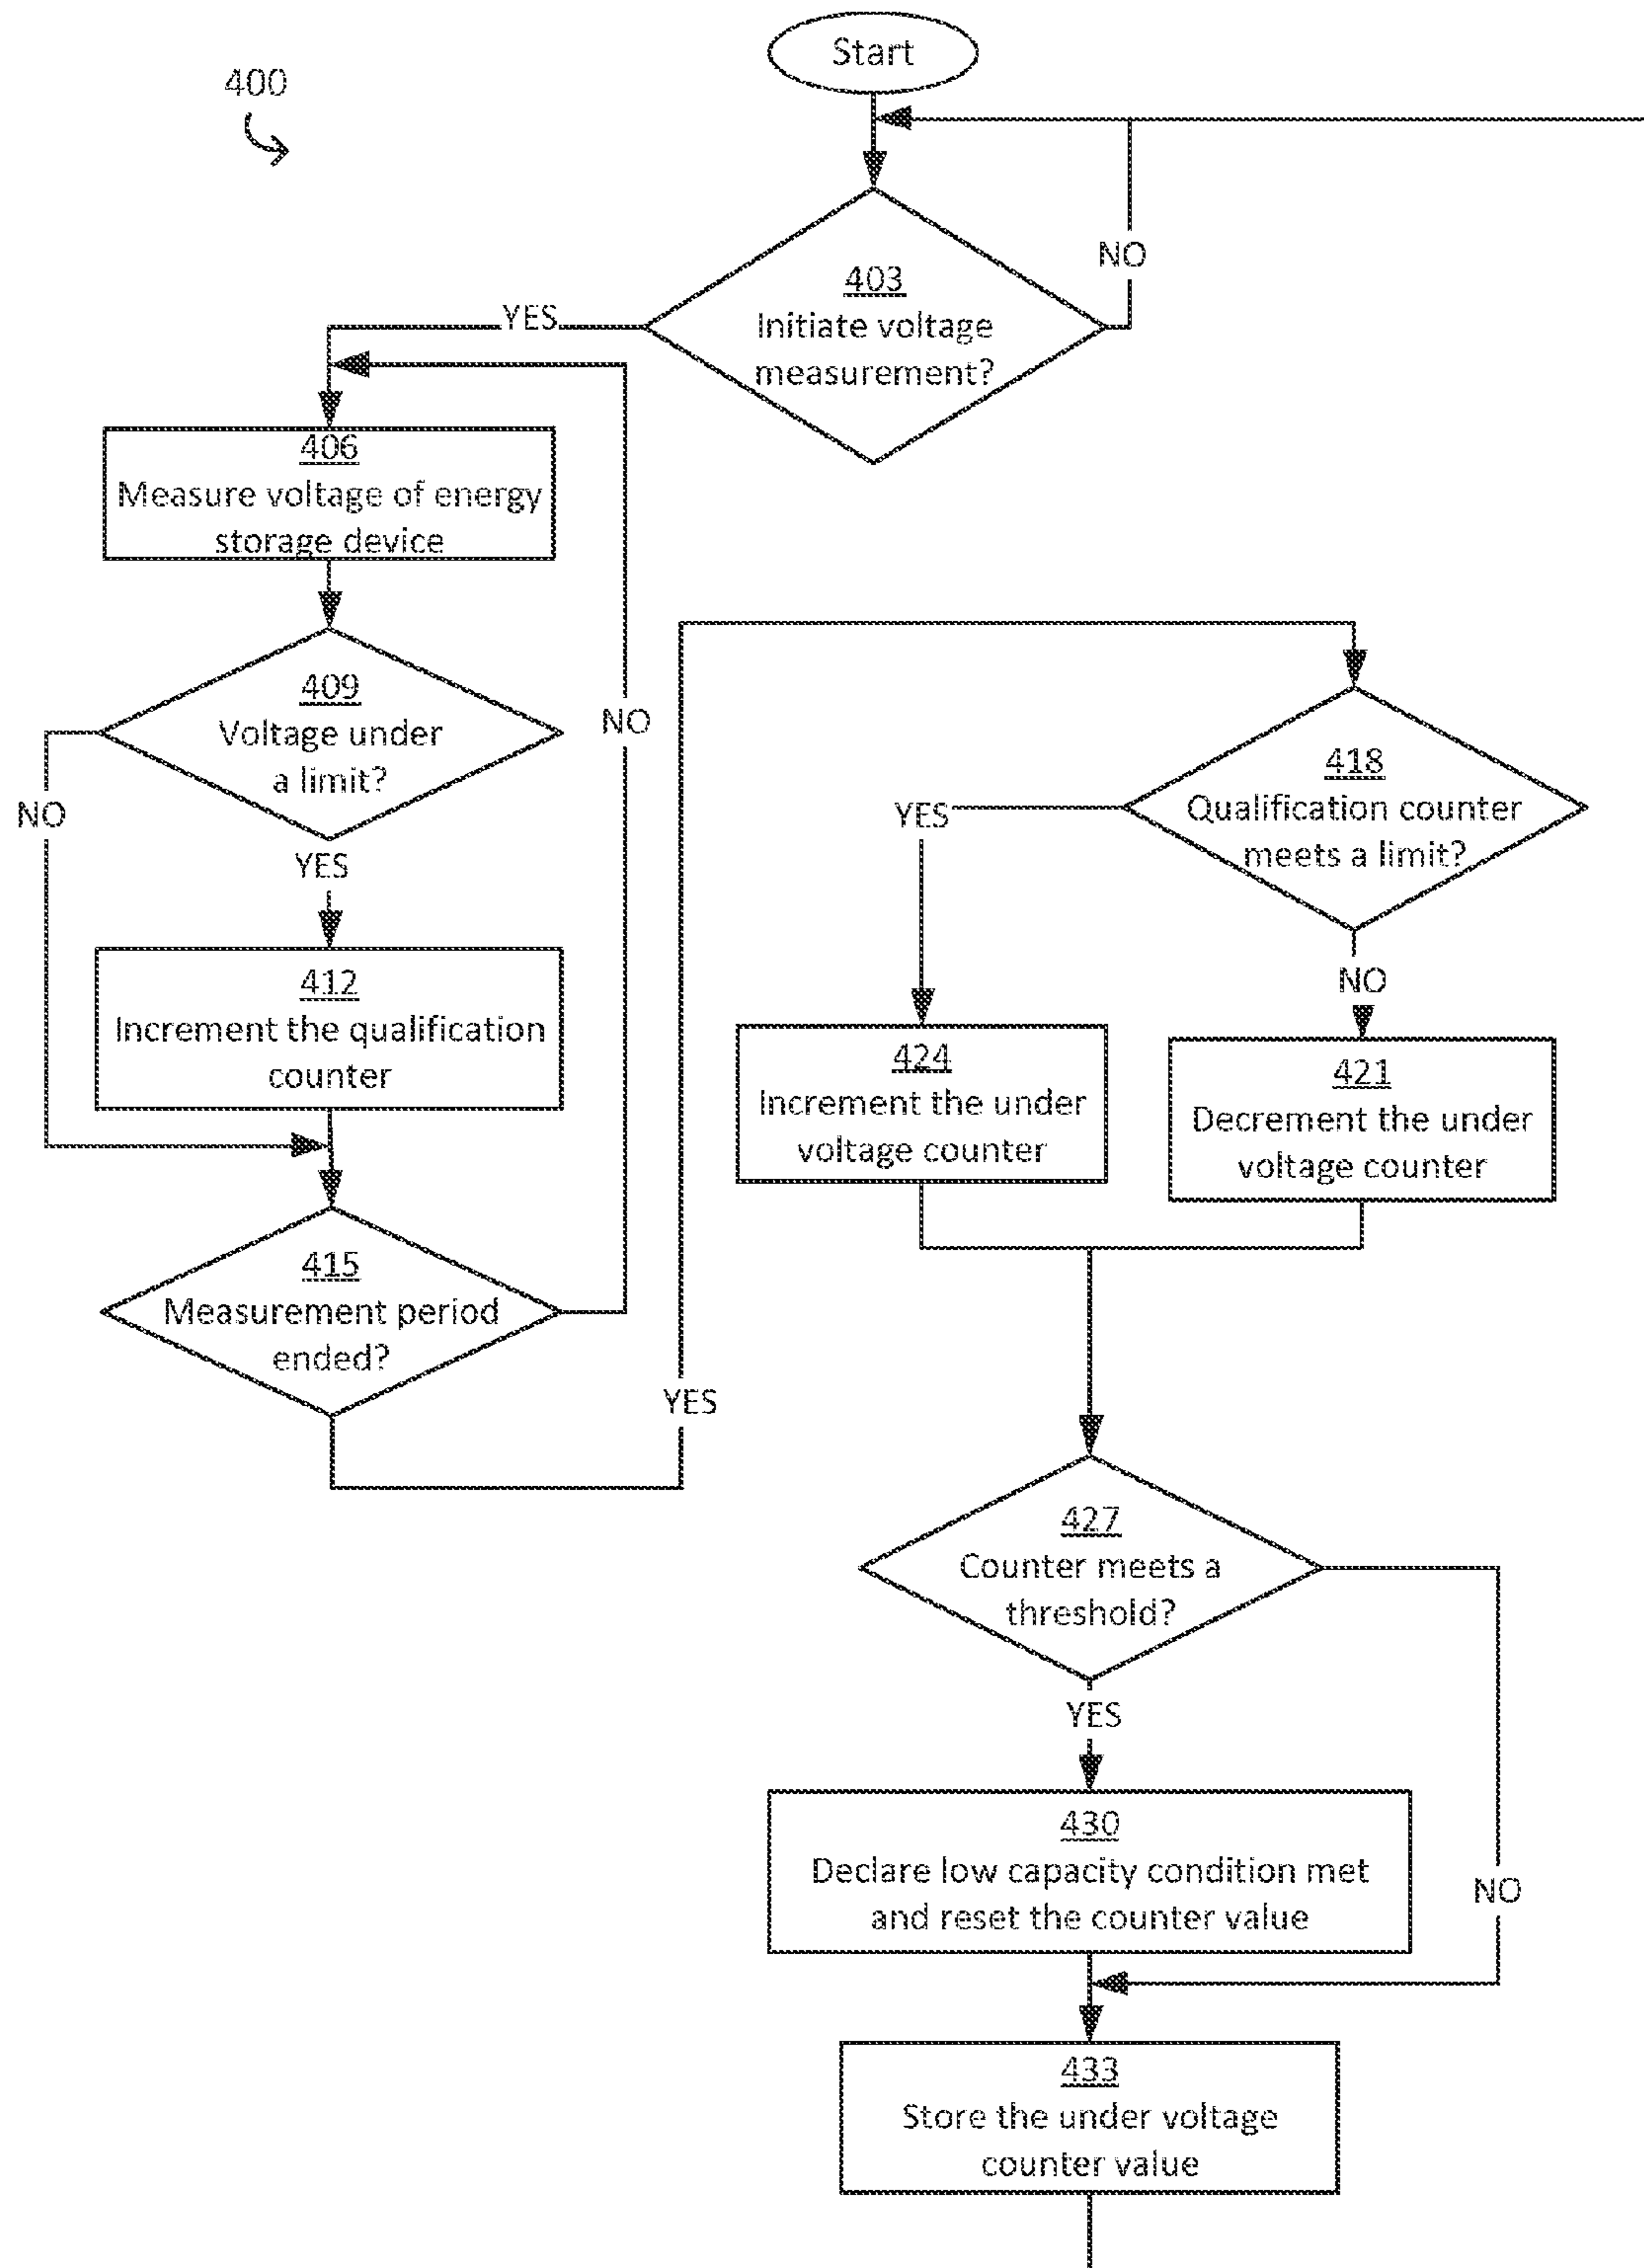 400
Start
403
Initiate voltage
measurement?
NO
YES
406
Measure voltage of energy
storage device
409
Voltage under
a limit?
NO
YES
NO
412
Increment the qualification
counter
415
Measurement period
ended?
YES
418
Qualification counter
meets a limit?
YES
NO
424
Increment the under
voltage counter
421
Decrement the under
voltage counter
427
Counter meets a
threshold?
YES
NO
430
Declare low capacity condition met
and reset the counter value
433
Store the under voltage
counter value